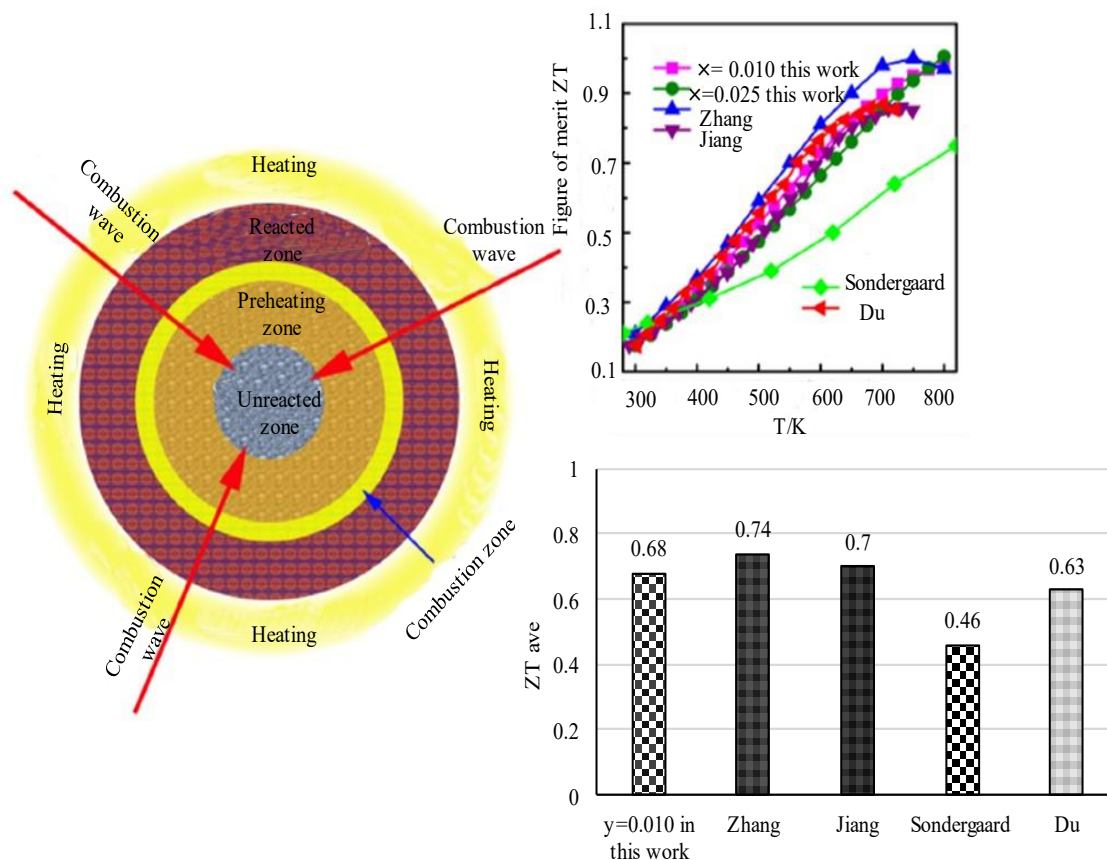 Heating
Combustion
wave
Combustion
wave
Reacted
zone
Preheating
zone
Unreacted
zone
Heating
Heating
Combustion
wave
Combustion zone
Heating
Figure of merit ZT
1.1
0.9
0.7
0.5
0.3
0.1
×= 0.010 this work
×=0.025 this work
Zhang
Jiang
Sondergaard
Du
300 400 500 600 700 800
T/K
ZT ave
1
0.8
0.6
0.4
0.2
0
0.68
0.74
0.7
0.46
0.63
y=0.010 in
this work
Zhang
Jiang
Sondergaard
Du